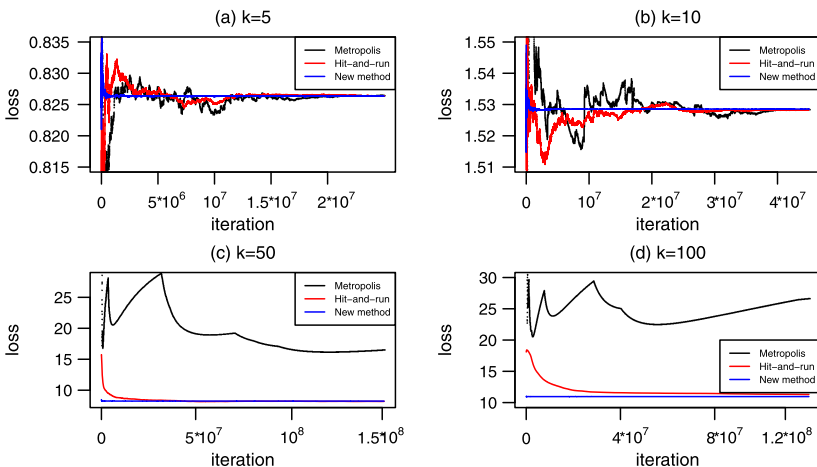 (a) k=5
loss
0.835
0.830
0.825
0.820
0.815
Metropolis
Hit−and−run
New method
0
5*10^6
10^7
1.5*10^7
2*10^7
iteration
(b) k=10
loss
1.55
1.54
1.53
1.52
1.51
Metropolis
Hit−and−run
New method
0
10^7
2*10^7
3*10^7
4*10^7
iteration
(c) k=50
loss
25
20
15
10
Metropolis
Hit−and−run
New method
0
5*10^7
10^8
1.5*10^8
iteration
(d) k=100
loss
30
25
20
15
10
Metropolis
Hit−and−run
New method
0
4*10^7
8*10^7
1.2*10^8
iteration